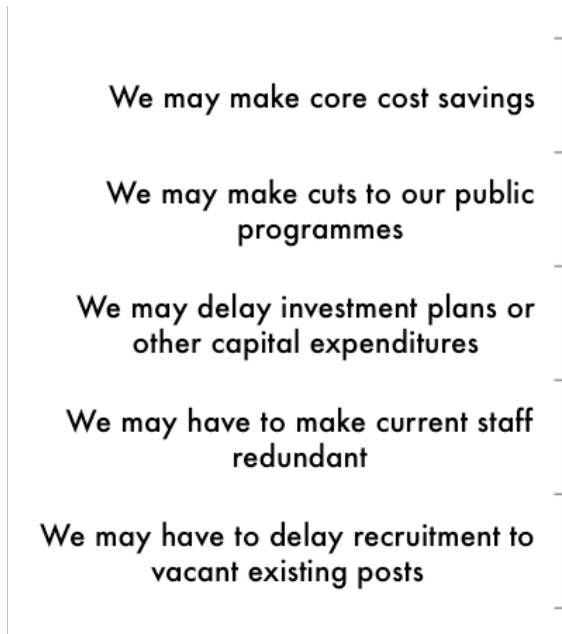 We may make core cost savings
We may make cuts to our public
programmes
We may delay investment plans or
other capital expenditures
We may have to make current staff
redundant
We may have to delay recruitment to
vacant existing posts